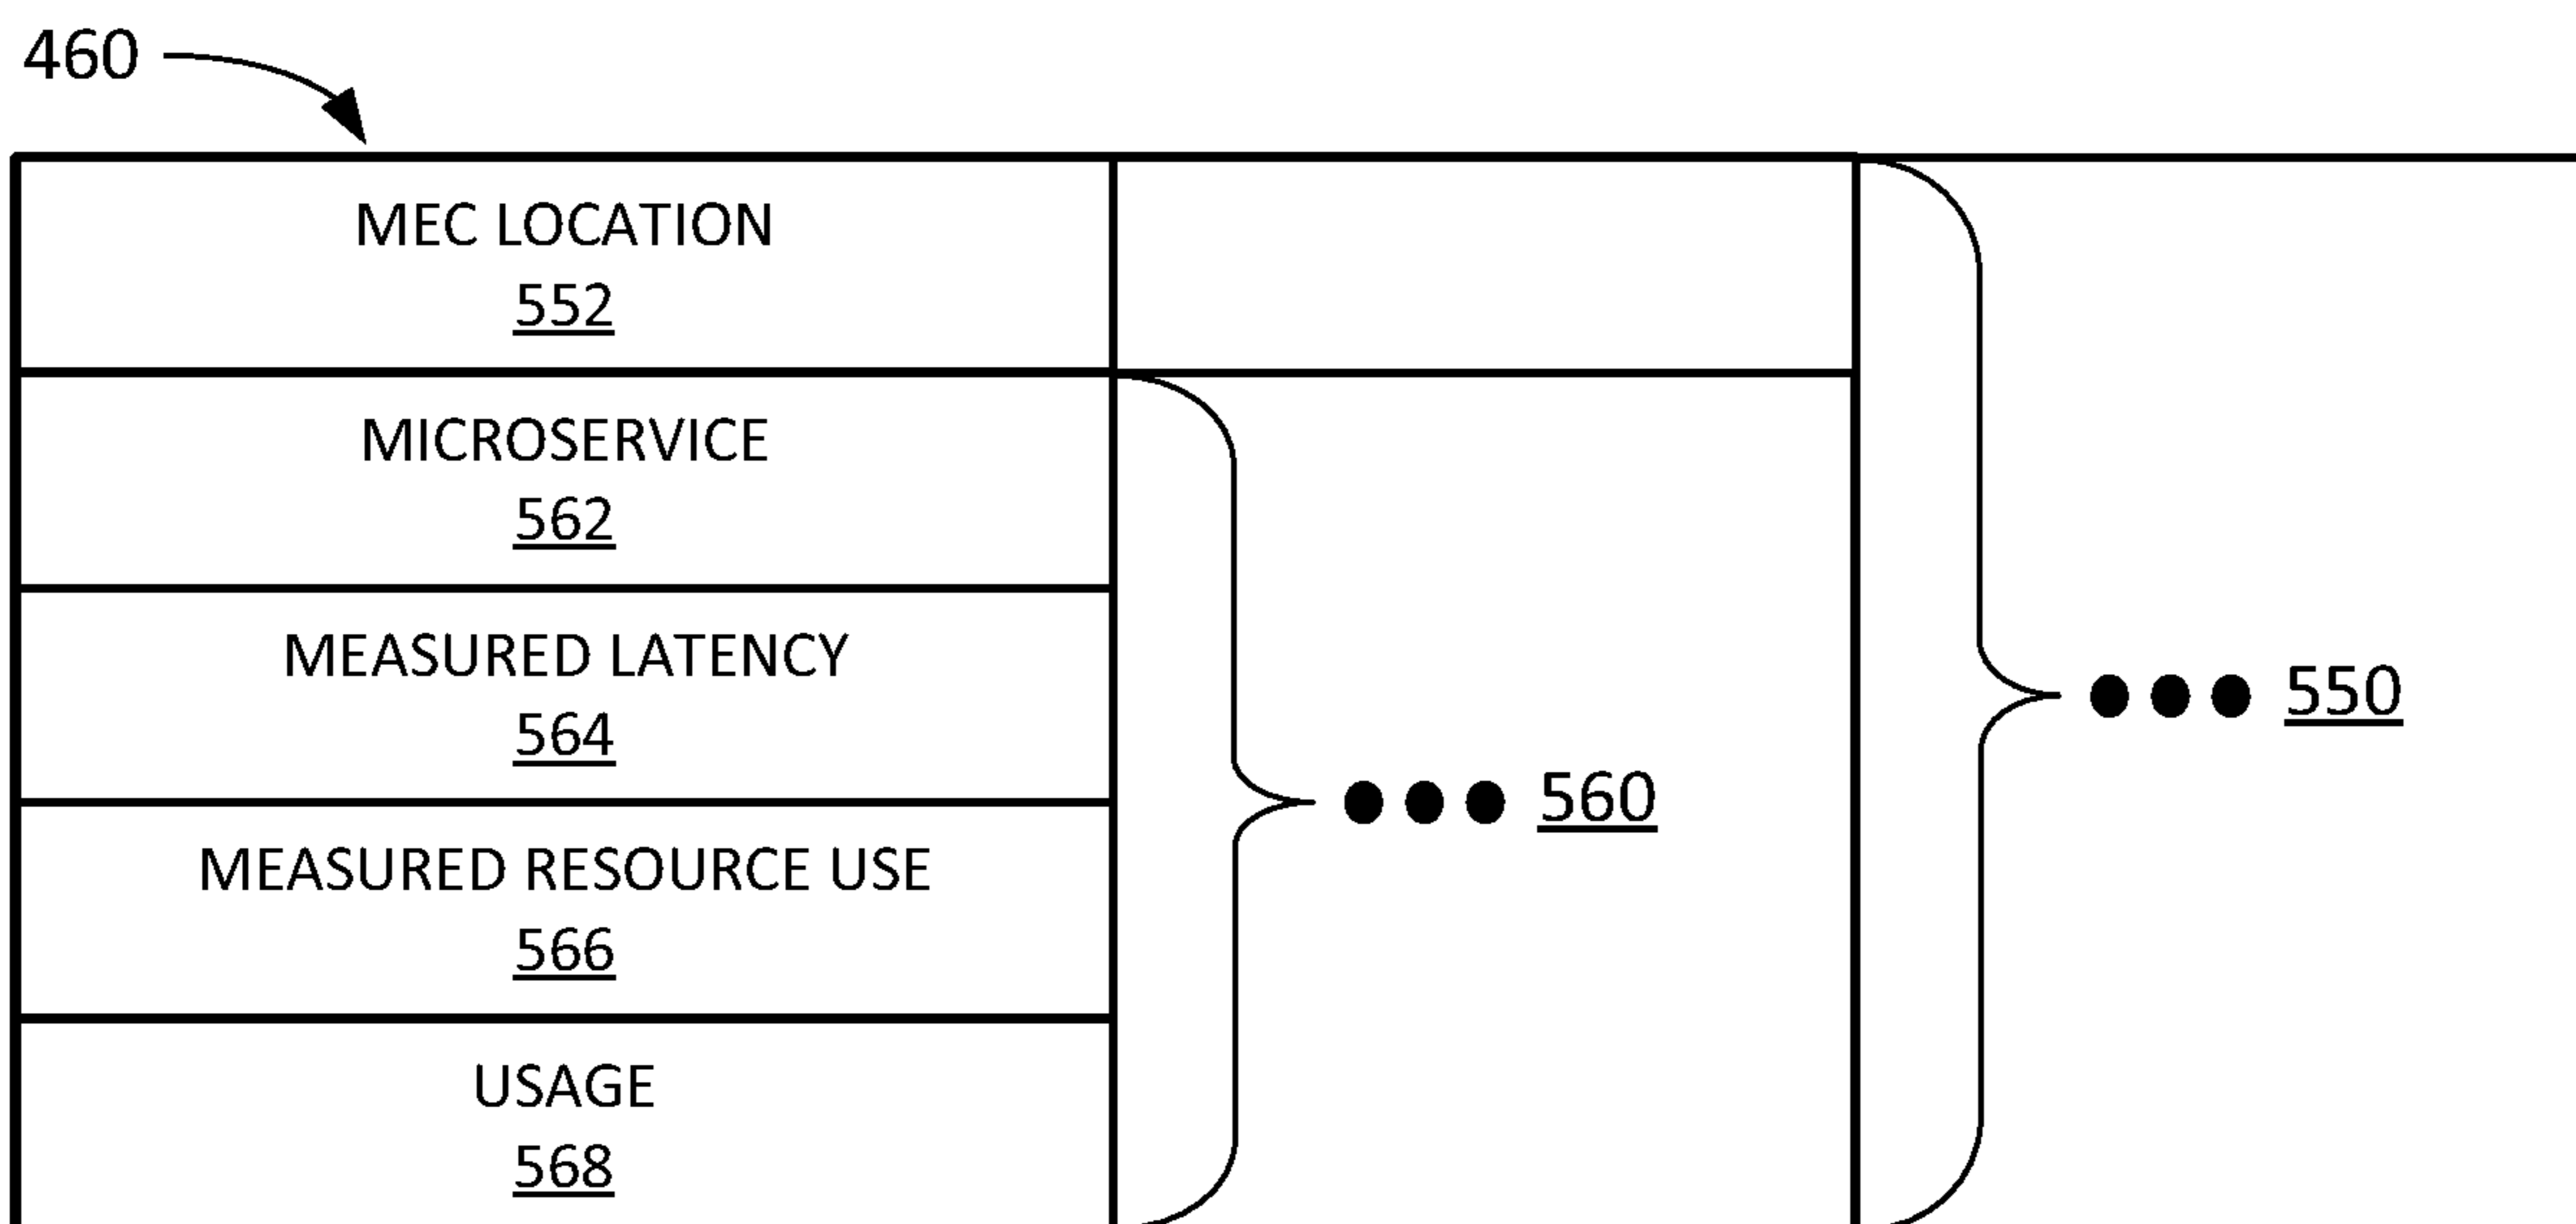 460
MEC LOCATION
552
MICROSERVICE
562
MEASURED LATENCY
564
MEASURED RESOURCE USE
566
USAGE
568
560
550